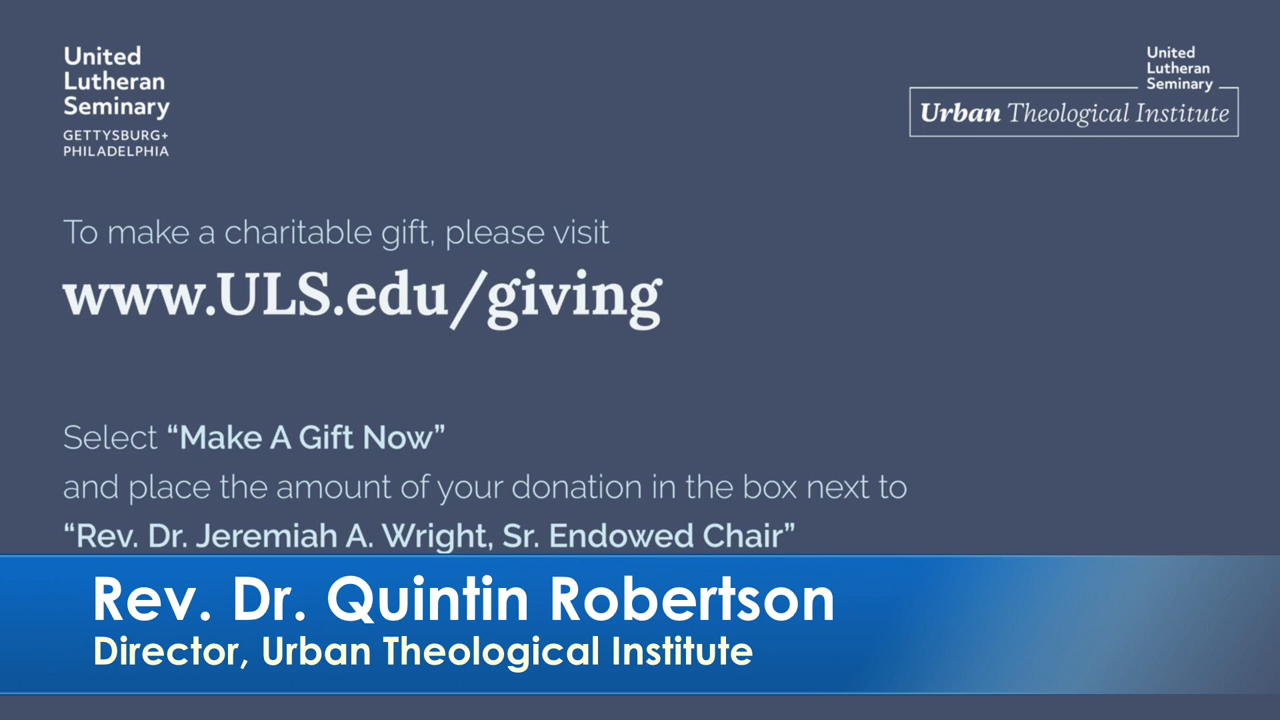 United
Lutheran
Seminary
GETTYSBURG+
PHILADELPHIA
United
Lutheran
Seminary
Urban Theological Institute
To make a charitable gift, please visit
www.ULS.edu/giving
Select “Make A Gift Now”
and place the amount of your donation in the box next to
“Rev. Dr. Jeremiah A. Wright, Sr. Endowed Chair”
Rev. Dr. Quintin Robertson
Director, Urban Theological Institute